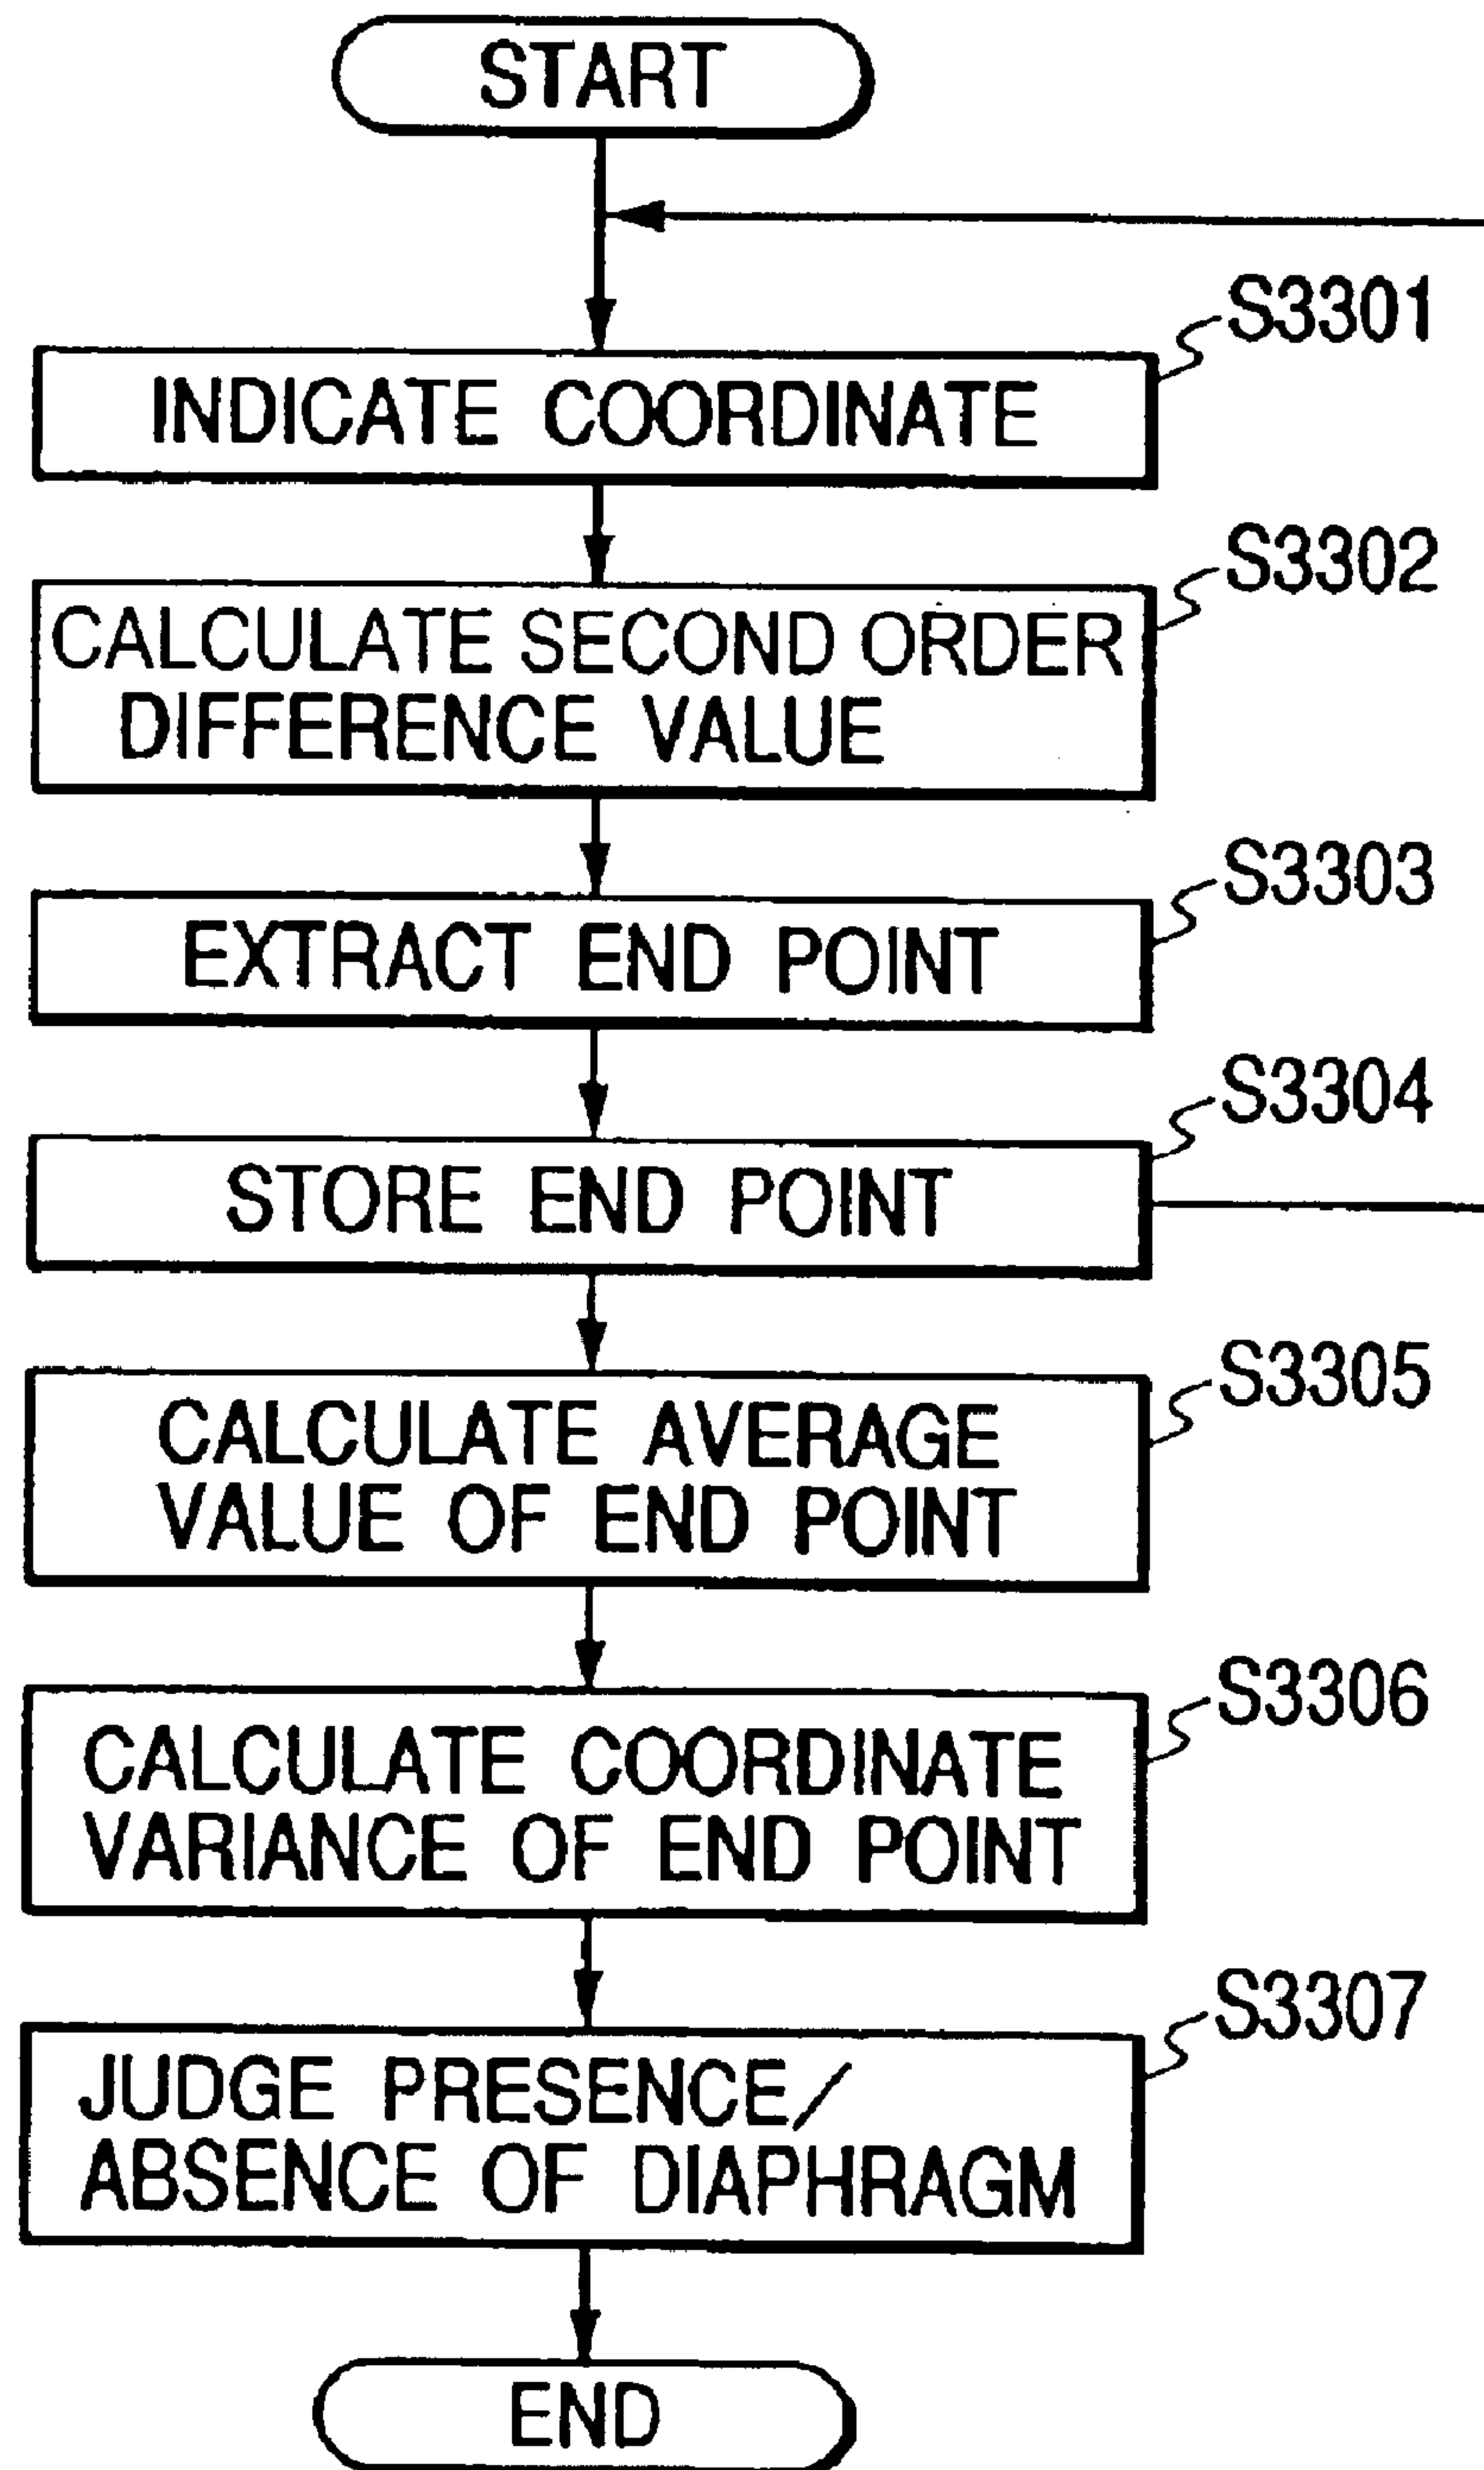 START
S3301
INDICATE COORDINATE
S3302
CALCULATE SECOND ORDER
DIFFERENCE VALUE
S3303
EXTRACT END POINT
S3304
STORE END POINT
S3305
CALCULATE AVERAGE
VALUE OF END POINT
S3306
CALCULATE COORDINATE
VARIANCE OF END POINT
S3307
JUDGE PRESENCE/
ABSENCE OF DIAPHRAGM
END